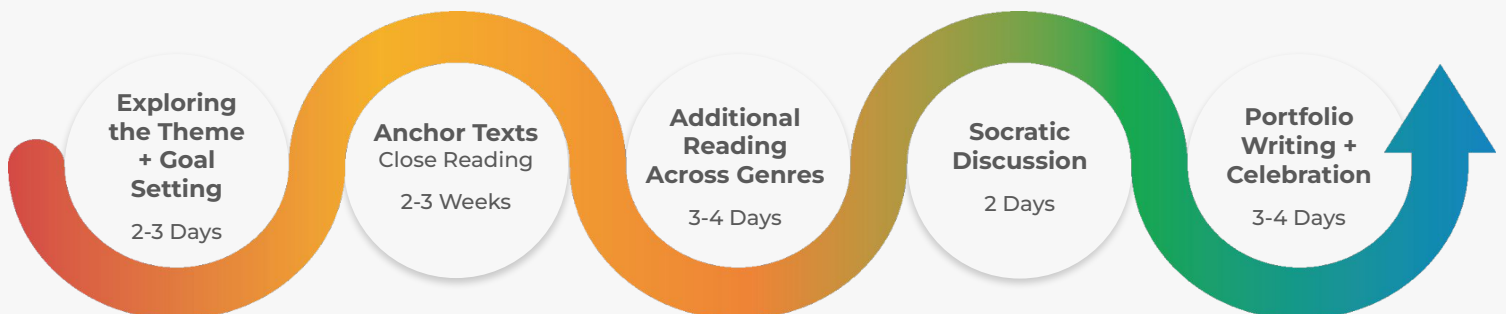 Exploring
the Theme
+ Goal
Setting
2-3 Days
Anchor Texts
Close Reading
2-3 Weeks
Additional
Reading
Across Genres
3-4 Days
Socratic
Discussion
2 Days
Portfolio
Writing +
Celebration
3-4 Days